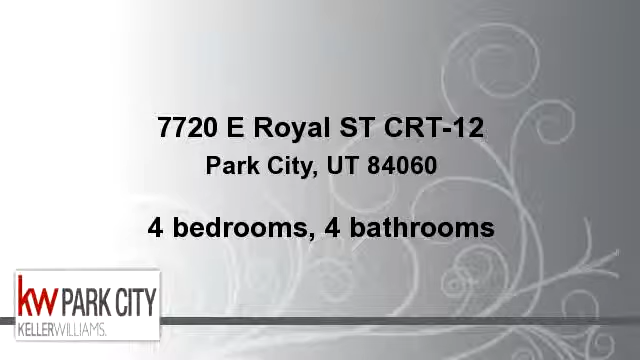 7720 E Royal ST CRT-12
Park City, UT 84060
4 bedrooms, 4 bathrooms
kw PARK CITY
KELLERWILLIAMS.